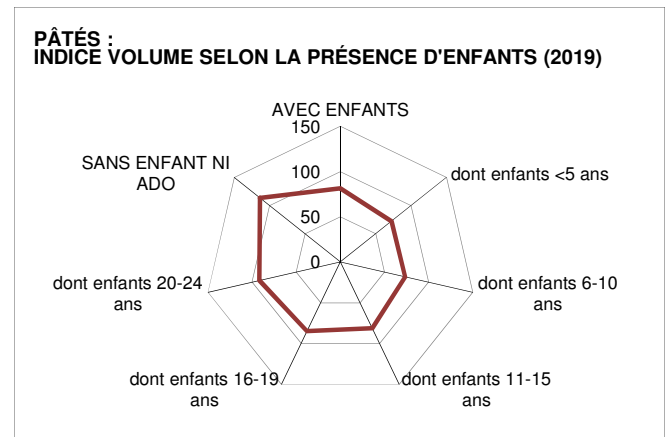 PÂTÉS :
INDICE VOLUME SELON LA PRÉSENCE D'ENFANTS (2019)
AVEC ENFANTS
150
100
50
0
dont enfants <5 ans
dont enfants 6-10
ans
dont enfants 11-15
ans
dont enfants 16-19
ans
dont enfants 20-24
ans
SANS ENFANT NI
ADO